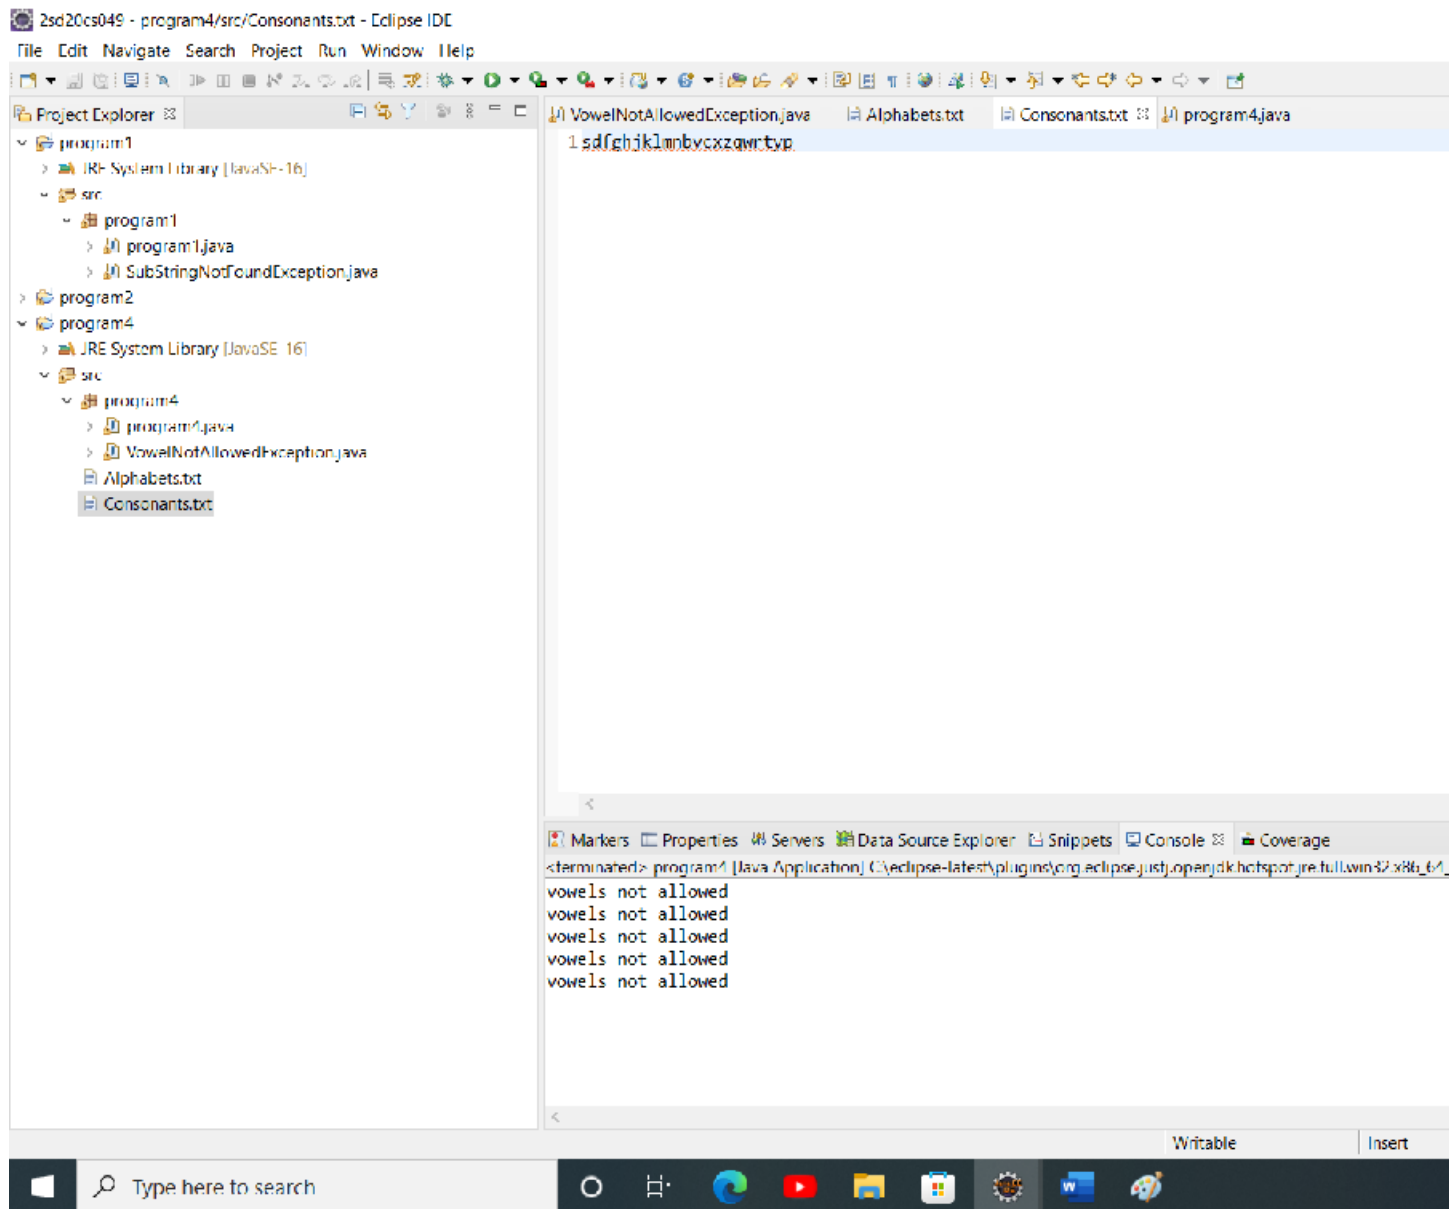 2sd20cs049 - program4/src/Consonants.txt - Eclipse IDE
File Edit Navigate Search Project Run Window Help
Project Explorer
VowelNotAllowedException.java Alphabets.txt Consonants.txt program4.java
program1
JRE System Library [JavaSE-16]
src
program1
program1.java
SubStringNotFoundException.java
program2
program4
JRE System Library [JavaSE-16]
src
program4
program4.java
VowelNotAllowedException.java
Alphabets.txt
Consonants.txt
1 sdfghjklmnbvcxzqwrtyp
Markers Properties Servers Data Source Explorer Snippets Console Coverage
<terminated> program4 [Java Application] C:\eclipse-latest\plugins\org.eclipse.justj.openjdk.hotspot.jre.full.win32.x86_64_
vowels not allowed
vowels not allowed
vowels not allowed
vowels not allowed
vowels not allowed
Writable Insert
Type here to search